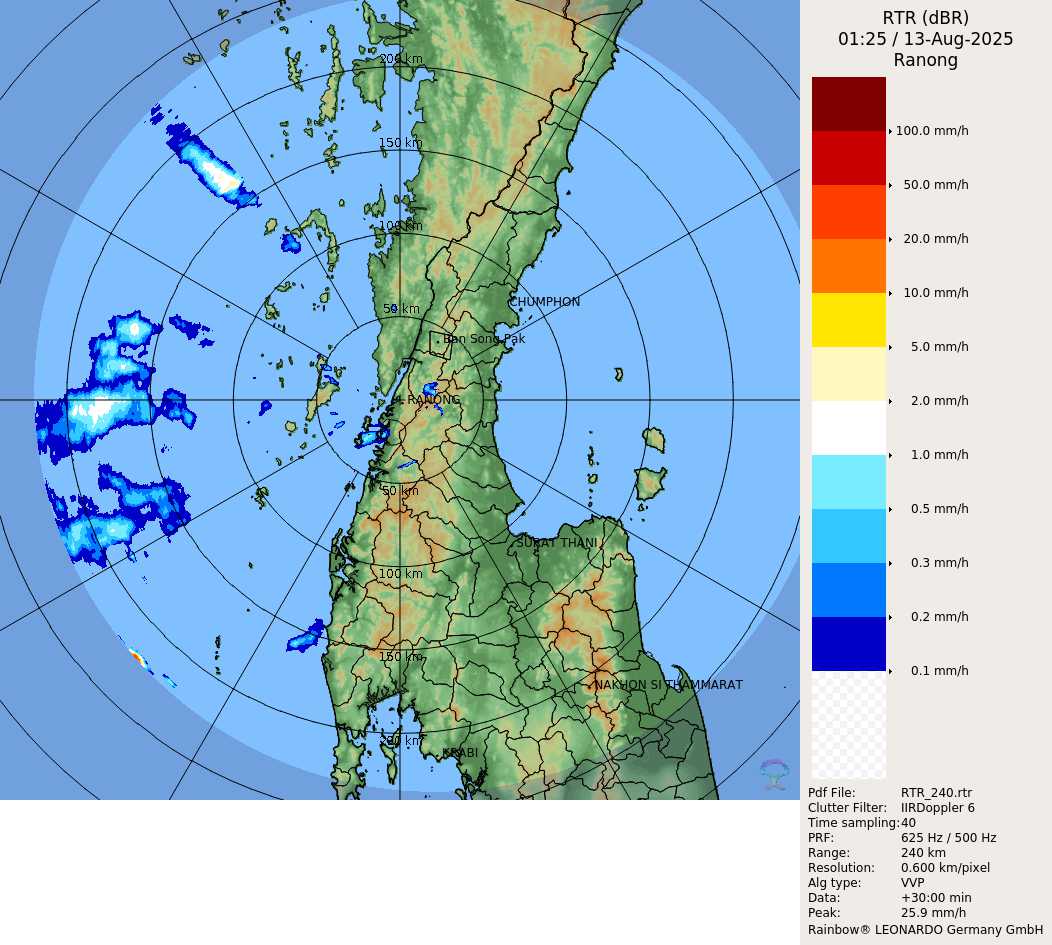 RTR (dBR)
01:25 / 13-Aug-2025
Ranong
200 km
150 km
100 km
50 km
CHUMPHON
Ban Song Pak
RANONG
50 km
SURAT THANI
100 km
150 km
NAKHON SI THAMMARAT
200 km
KRABI
100.0 mm/h
50.0 mm/h
20.0 mm/h
10.0 mm/h
5.0 mm/h
2.0 mm/h
1.0 mm/h
0.5 mm/h
0.3 mm/h
0.2 mm/h
0.1 mm/h
Pdf File: RTR_240.rtr
Clutter Filter: IIRDoppler 6
Time sampling:40
PRF: 625 Hz / 500 Hz
Range: 240 km
Resolution: 0.600 km/pixel
Alg type: VVP
Data: +30:00 min
Peak: 25.9 mm/h
Rainbow® LEONARDO Germany GmbH